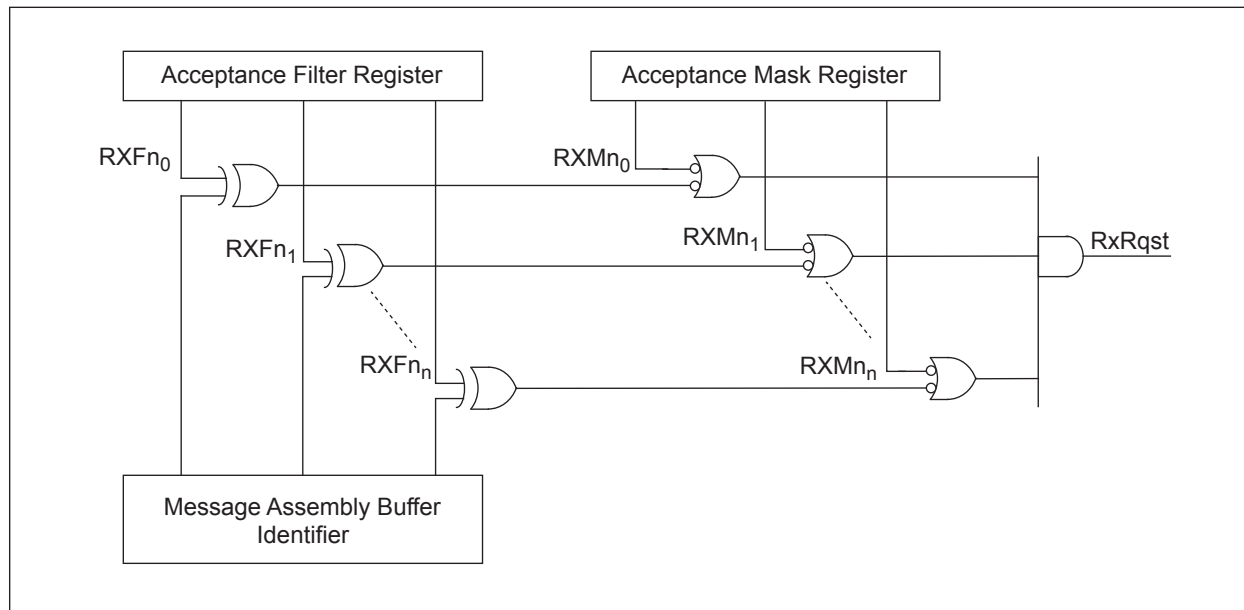 Acceptance Filter Register
Acceptance Mask Register
RXFn₀
RXMn₀
RXFn₁
RXMn₁
RxRqst
RXFnₙ
RXMnₙ
Message Assembly Buffer
Identifier